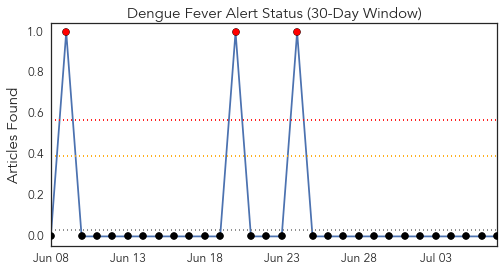 Dengue Fever Alert Status (30-Day Window)
Articles Found
1.0
0.8
0.6
0.4
0.2
0.0
Jun 08 Jun 13 Jun 18 Jun 23 Jun 28 Jul 03